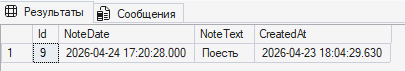 Результаты Сообщения
Id NoteDate NoteText CreatedAt
1 9 2026-04-24 17:20:28.000 Поесть 2026-04-23 18:04:29.630